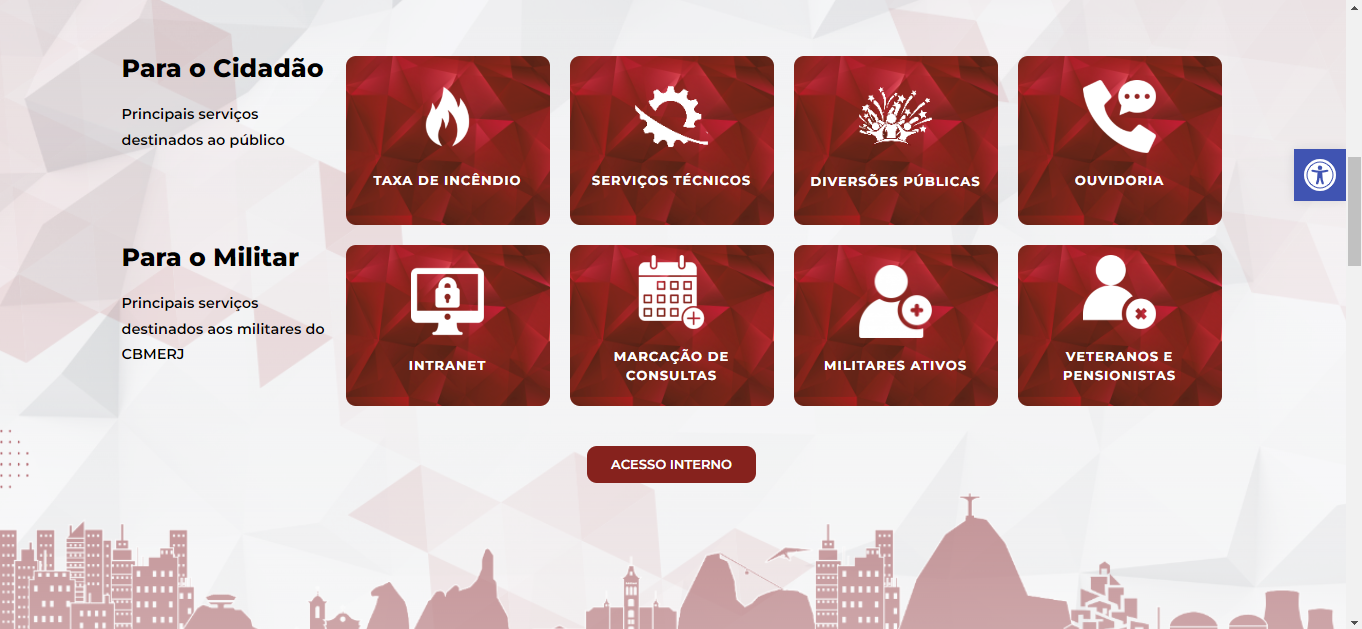 Para o Cidadão
Principais serviços
destinados ao público
TAXA DE INCÊNDIO
SERVIÇOS TÉCNICOS
DIVERSÕES PÚBLICAS
OUVIDORIA
Para o Militar
Principais serviços
destinados aos militares do
CBMERJ
INTRANET
MARCAÇÃO DE
CONSULTAS
MILITARES ATIVOS
VETERANOS E
PENSIONISTAS
ACESSO INTERNO